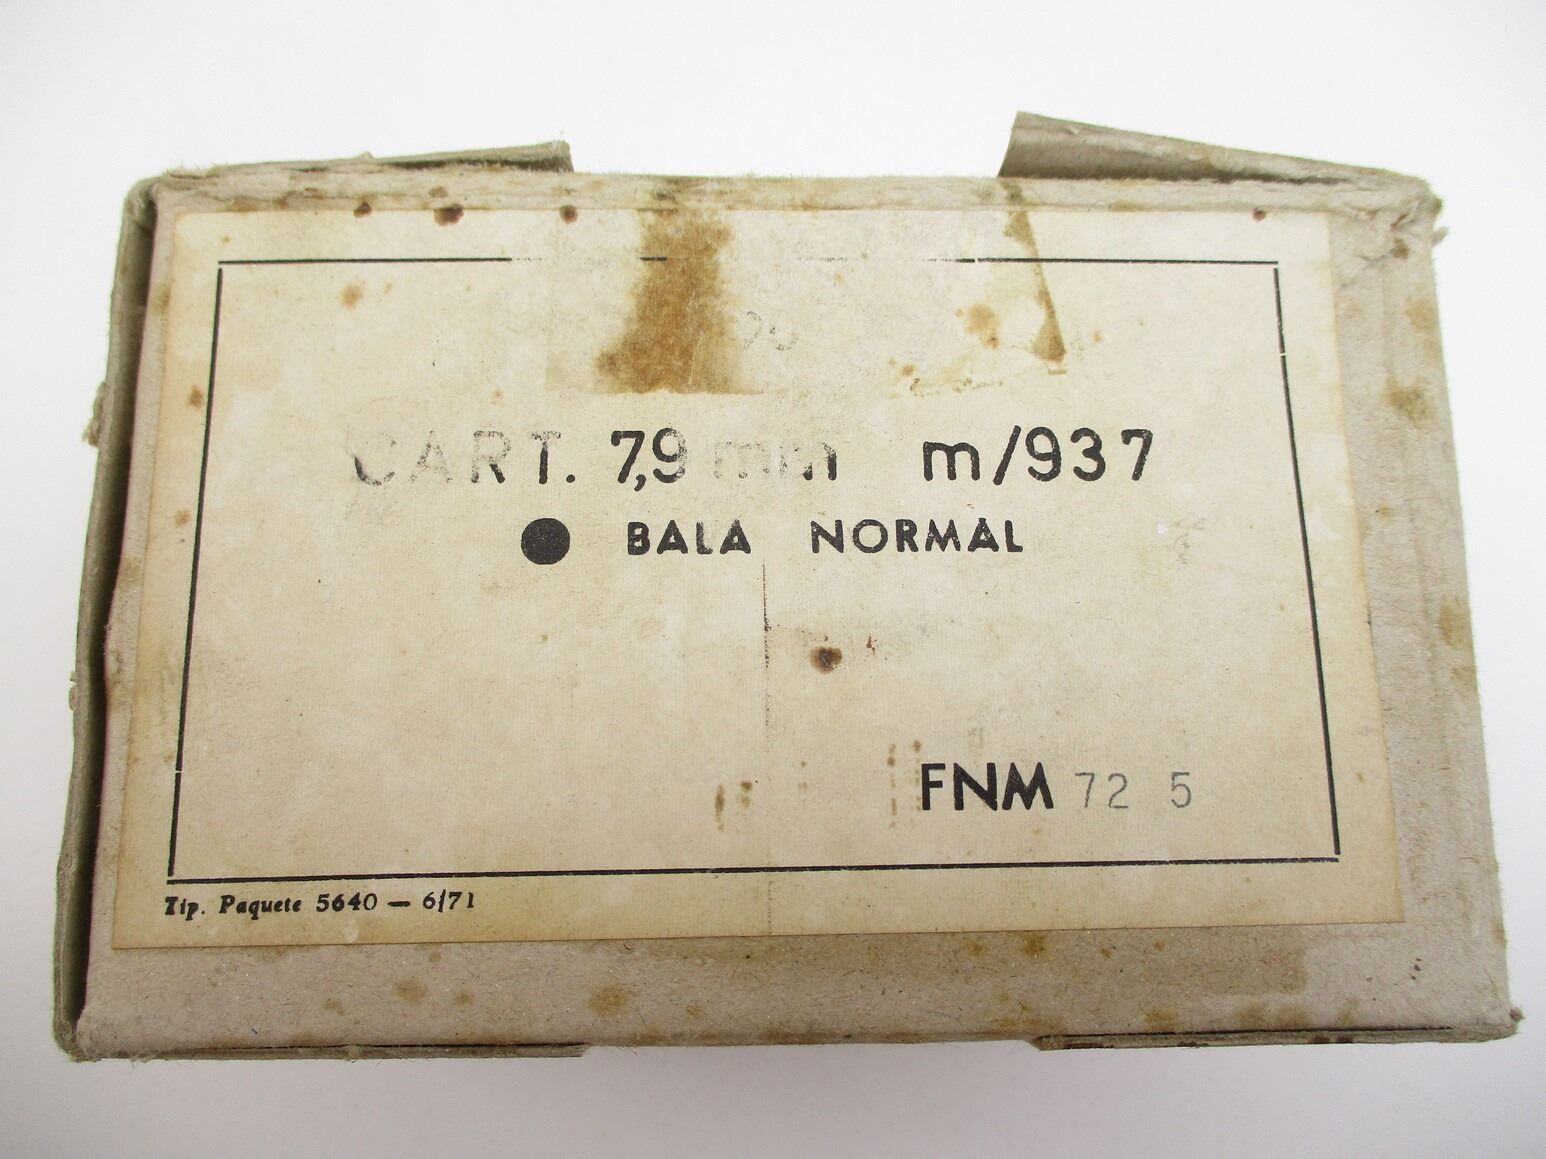 CART. 7,9 mm m/937
● BALA NORMAL
FNM 72 5
Tip. Paquete 5640 — 6/71